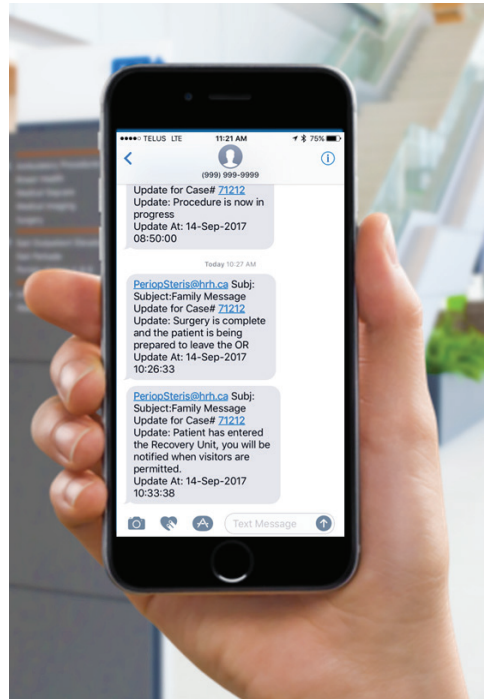 TELUS LTE 11:21 AM 75%
(999) 999-9999
Update for Case# 71212
Update: Procedure is now in
progress
Update At: 14-Sep-2017
08:50:00
Today 10:27 AM
PeriopSteris@hrh.ca Subj:
Subject:Family Message
Update for Case# 71212
Update: Surgery is complete
and the patient is being
prepared to leave the OR
Update At: 14-Sep-2017
10:26:33
PeriopSteris@hrh.ca Subj:
Subject:Family Message
Update for Case# 71212
Update: Patient has entered
the Recovery Unit, you will be
notified when visitors are
permitted.
Update At: 14-Sep-2017
10:33:38
Text Message